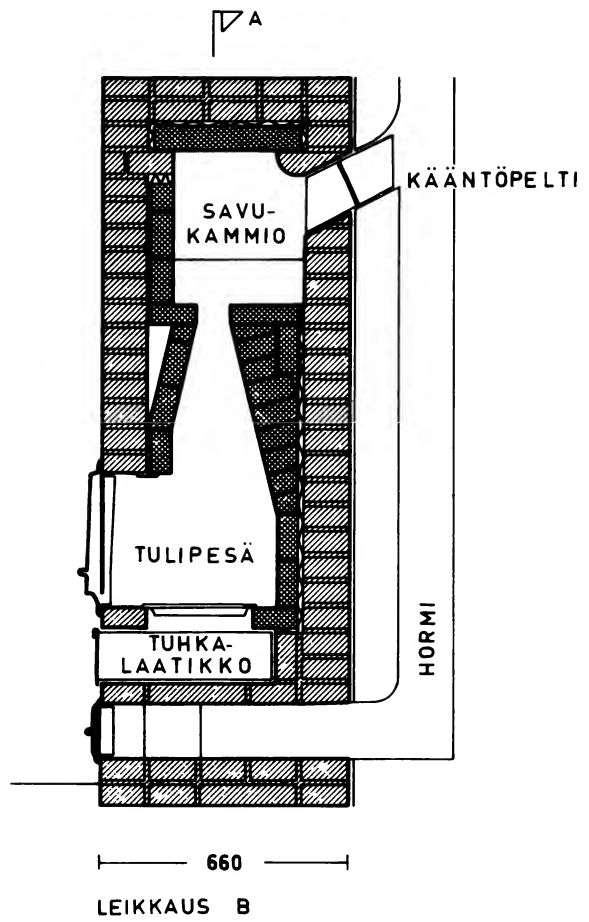 A
KÄÄNTÖPELTI
SAVU-
KAMMIO
TULIPESÄ
TUHKA-
LAATIKKO
HORMI
660
LEIKKAUS B